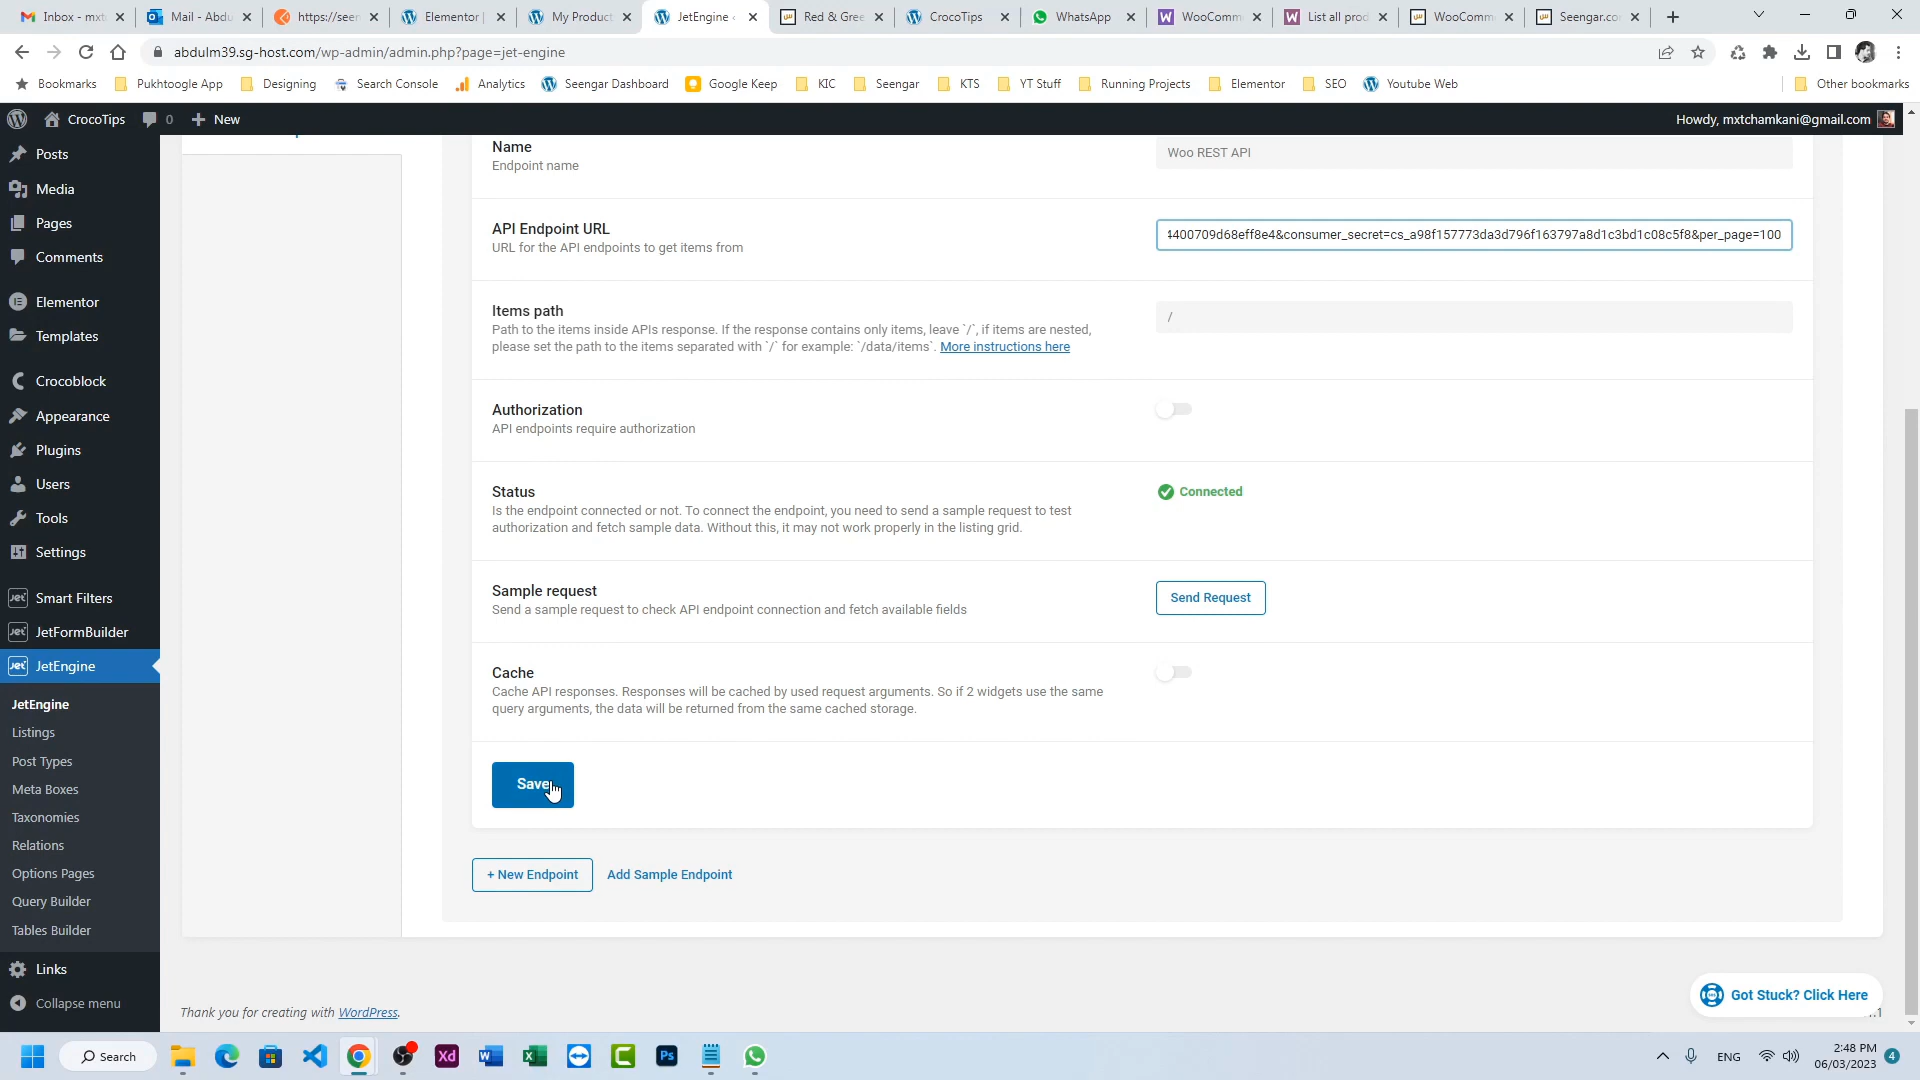 Inbox - mxt
Mail - Abdu
https://seen
Elementor |
My Product
JetEngine ‹
Red & Gree
CrocoTips
WhatsApp
WooComm
List all prod
WooComm
Seengar.co
abdulm39.sg-host.com/wp-admin/admin.php?page=jet-engine
Bookmarks
Pukhtoogle App
Designing
Search Console
Analytics
Seengar Dashboard
Google Keep
KIC
Seengar
KTS
YT Stuff
Running Projects
Elementor
SEO
Youtube Web
Other bookmarks
CrocoTips
0
New
Howdy, mxtchamkani@gmail.com
Posts
Media
Pages
Comments
Elementor
Templates
Crocoblock
Appearance
Plugins
Users
Tools
Settings
Smart Filters
JetFormBuilder
JetEngine
JetEngine
Listings
Post Types
Meta Boxes
Taxonomies
Relations
Options Pages
Query Builder
Tables Builder
Links
Collapse menu
Name
Endpoint name
Woo REST API
API Endpoint URL
URL for the API endpoints to get items from
4400709d68eff8e4&consumer_secret=cs_a98f157773da3d796f163797a8d1c3bd1c08c5f8&per_page=100
Items path
Path to the items inside APIs response. If the response contains only items, leave `/`, if items are nested,
please set the path to the items separated with `/` for example: `/data/items`. More instructions here
/
Authorization
API endpoints require authorization
Status
Is the endpoint connected or not. To connect the endpoint, you need to send a sample request to test
authorization and fetch sample data. Without this, it may not work properly in the listing grid.
Connected
Sample request
Send a sample request to check API endpoint connection and fetch available fields
Send Request
Cache
Cache API responses. Responses will be cached by used request arguments. So if 2 widgets use the same
query arguments, the data will be returned from the same cached storage.
Save
+ New Endpoint
Add Sample Endpoint
Thank you for creating with WordPress.
Got Stuck? Click Here
Search
Xd
Ps
ENG
2:48 PM
06/03/2023
4